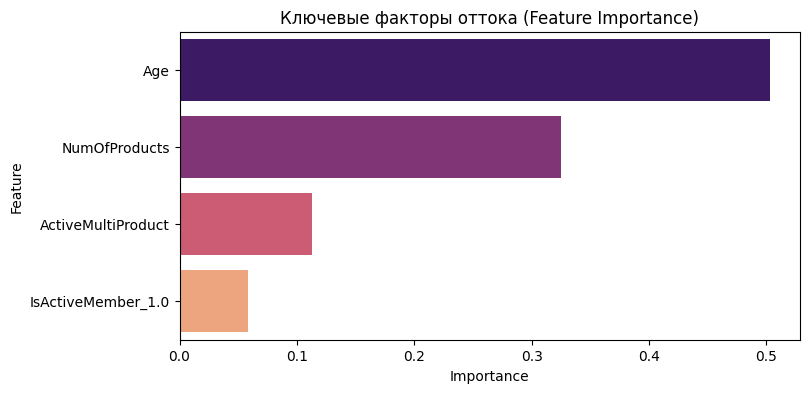 Ключевые факторы оттока (Feature Importance)
Feature
Age
NumOfProducts
ActiveMultiProduct
IsActiveMember_1.0
0.0 0.1 0.2 0.3 0.4 0.5
Importance